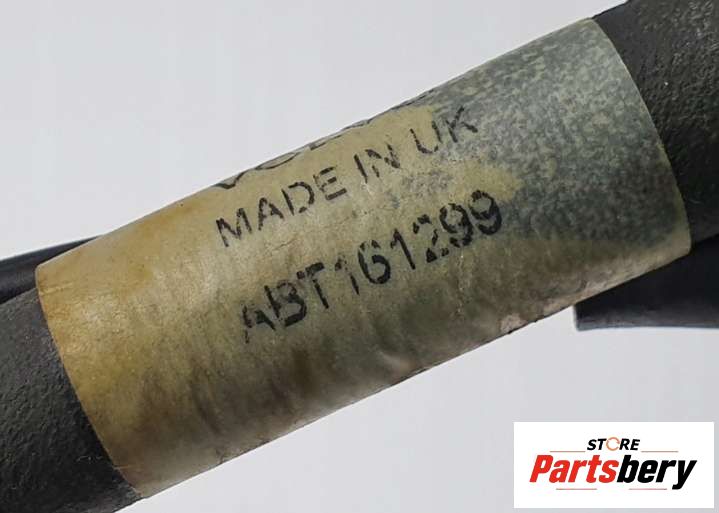 MADE IN UK
ABT161299
STORE
Partsbery